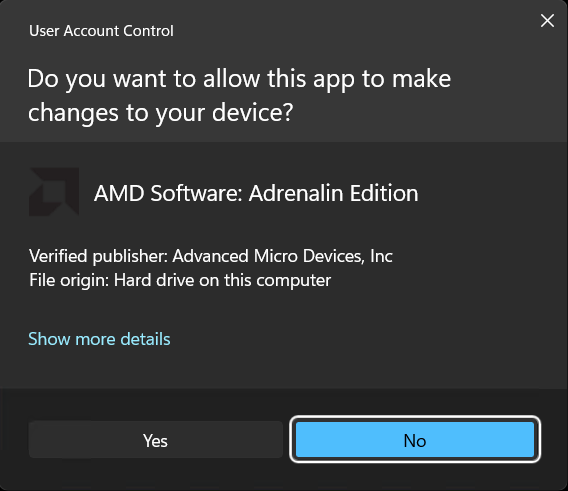 User Account Control
Do you want to allow this app to make
changes to your device?
AMD Software: Adrenalin Edition
Verified publisher: Advanced Micro Devices, Inc
File origin: Hard drive on this computer
Show more details
Yes
No